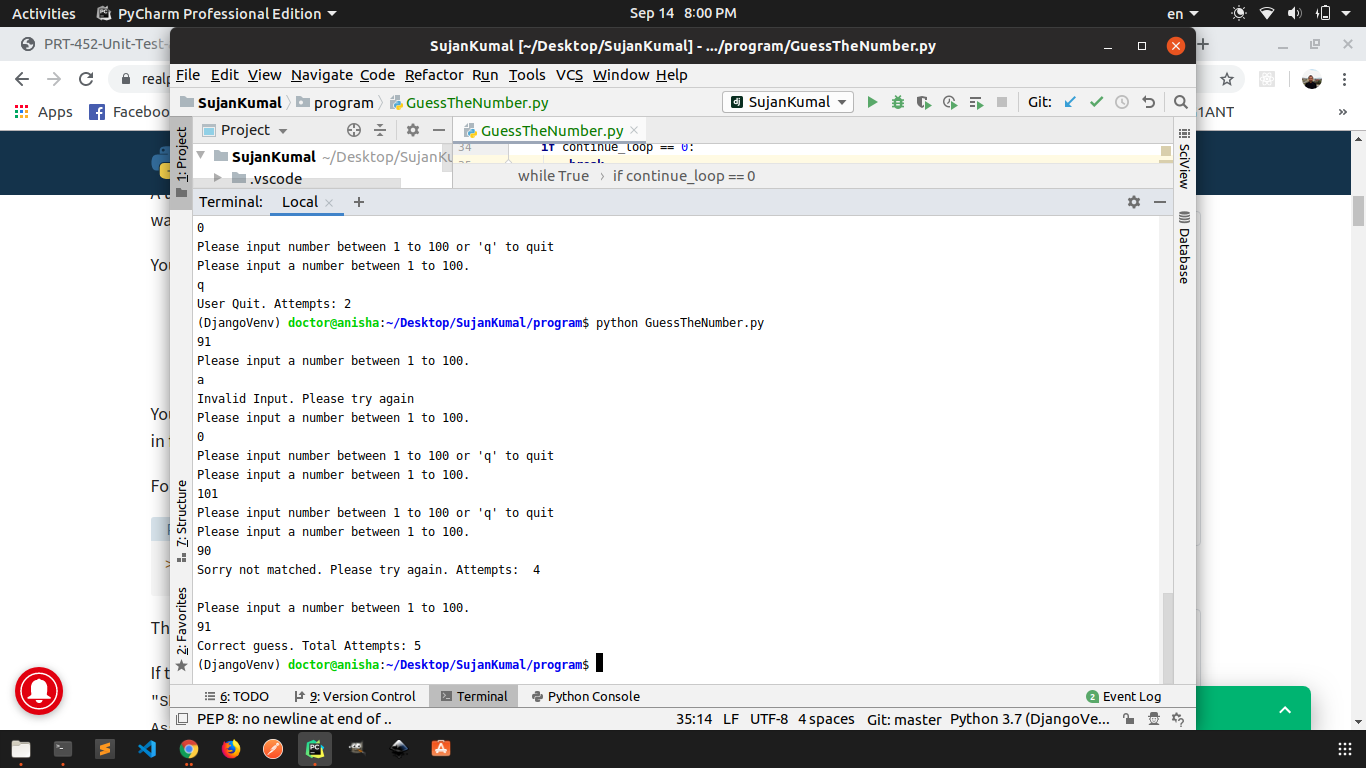 Activities PyCharm Professional Edition Sep 14 8:00 PM en
PRT-452-Unit-Test-
SujanKumal [~/Desktop/SujanKumal] - .../program/GuessTheNumber.py
realp
File Edit View Navigate Code Refactor Run Tools VCS Window Help
Apps Faceboo
SujanKumal program GuessTheNumber.py SujanKumal Git:
1ANT »
1: Project
Project
GuessTheNumber.py
SujanKumal ~/Desktop/SujanKu
34 if continue_loop == 0:
.vscode
while True › if continue_loop == 0
SciView
Database
Terminal: Local +
wa
You
0
Please input number between 1 to 100 or 'q' to quit
Please input a number between 1 to 100.
q
User Quit. Attempts: 2
(DjangoVenv) doctor@anisha:~/Desktop/SujanKumal/program$ python GuessTheNumber.py
91
Please input a number between 1 to 100.
a
Invalid Input. Please try again
Please input a number between 1 to 100.
0
Please input number between 1 to 100 or 'q' to quit
Please input a number between 1 to 100.
101
Please input number between 1 to 100 or 'q' to quit
Please input a number between 1 to 100.
90
Sorry not matched. Please try again. Attempts:  4
Please input a number between 1 to 100.
91
Correct guess. Total Attempts: 5
(DjangoVenv) doctor@anisha:~/Desktop/SujanKumal/program$
You
in
Fo
>
Th
If t
"S
As
7: Structure
2: Favorites
6: TODO 9: Version Control Terminal Python Console 2 Event Log
PEP 8: no newline at end of .. 35:14 LF UTF-8 4 spaces Git: master Python 3.7 (DjangoVe...